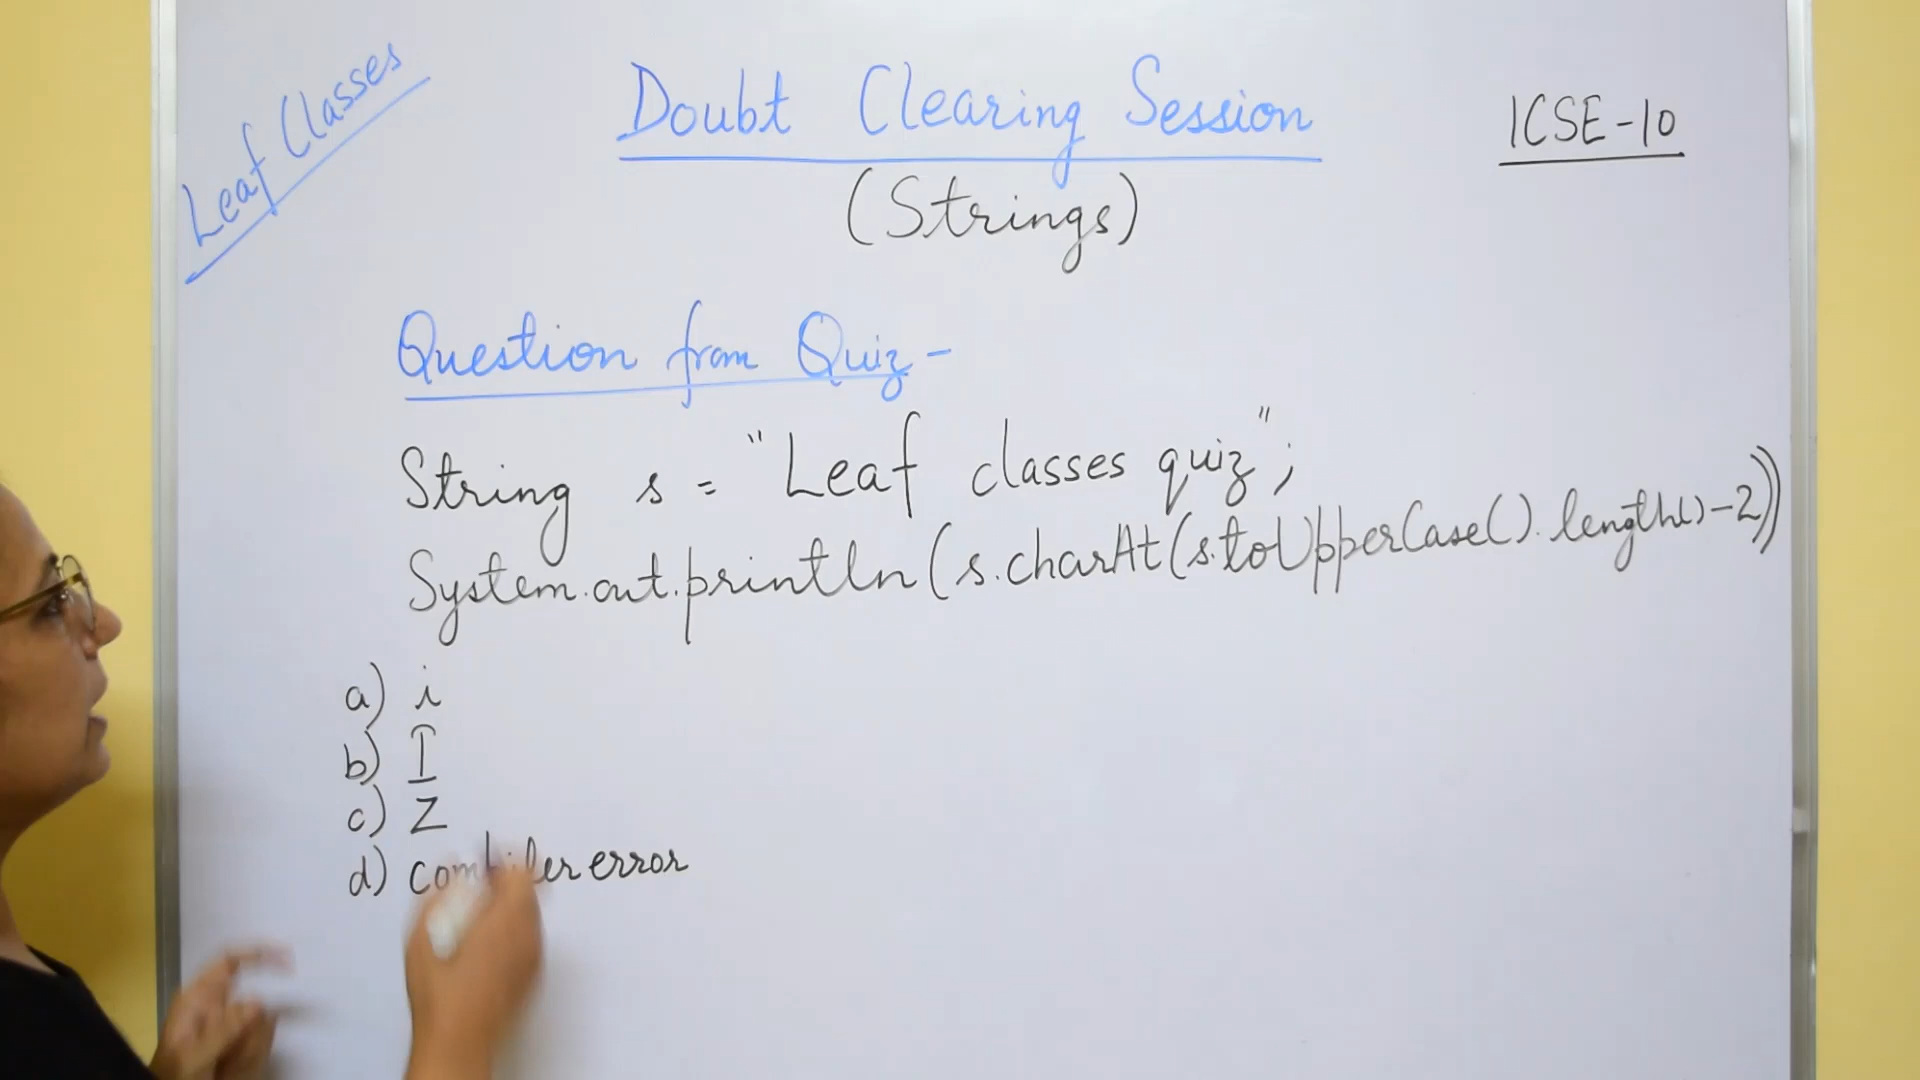 Leaf Classes
Doubt Clearing Session
(Strings)
ICSE-10
Question from Quiz -
String s = "Leaf classes quiz";
System.out.println(s.charAt(s.toUpperCase().length()-2))
a) i
b) I
c) Z
d) compiler error